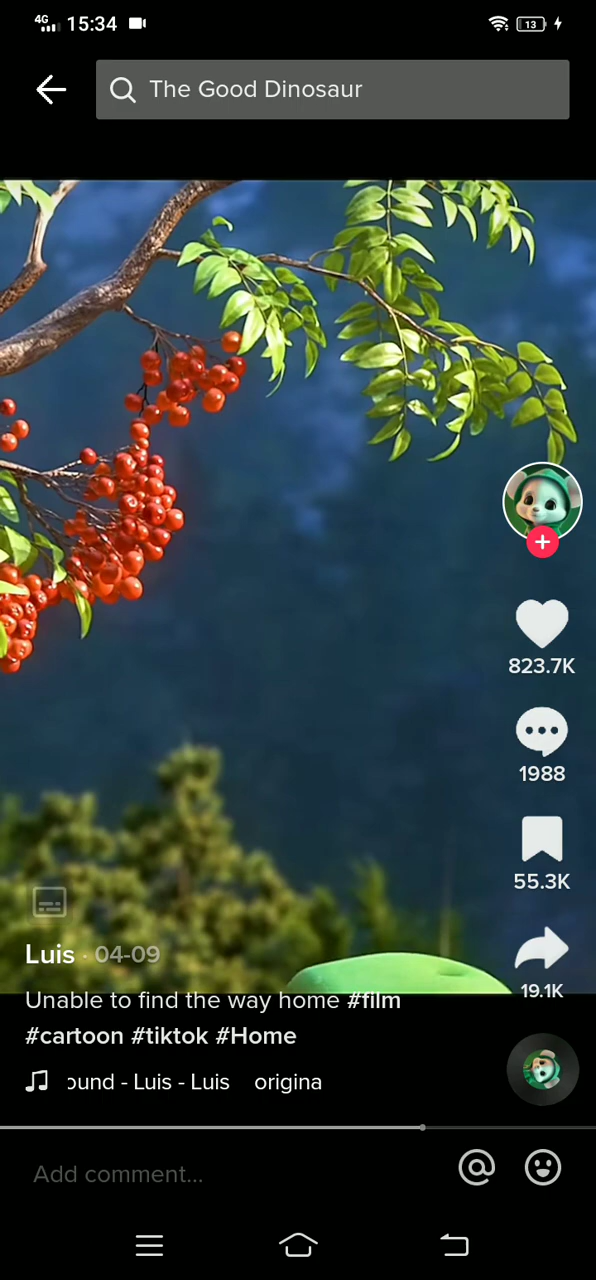 4G 15:34 13
The Good Dinosaur
823.7K
1988
55.3K
19.1K
Luis · 04-09
Unable to find the way home #film
#cartoon #tiktok #Home
ound - Luis - Luis origina
Add comment...